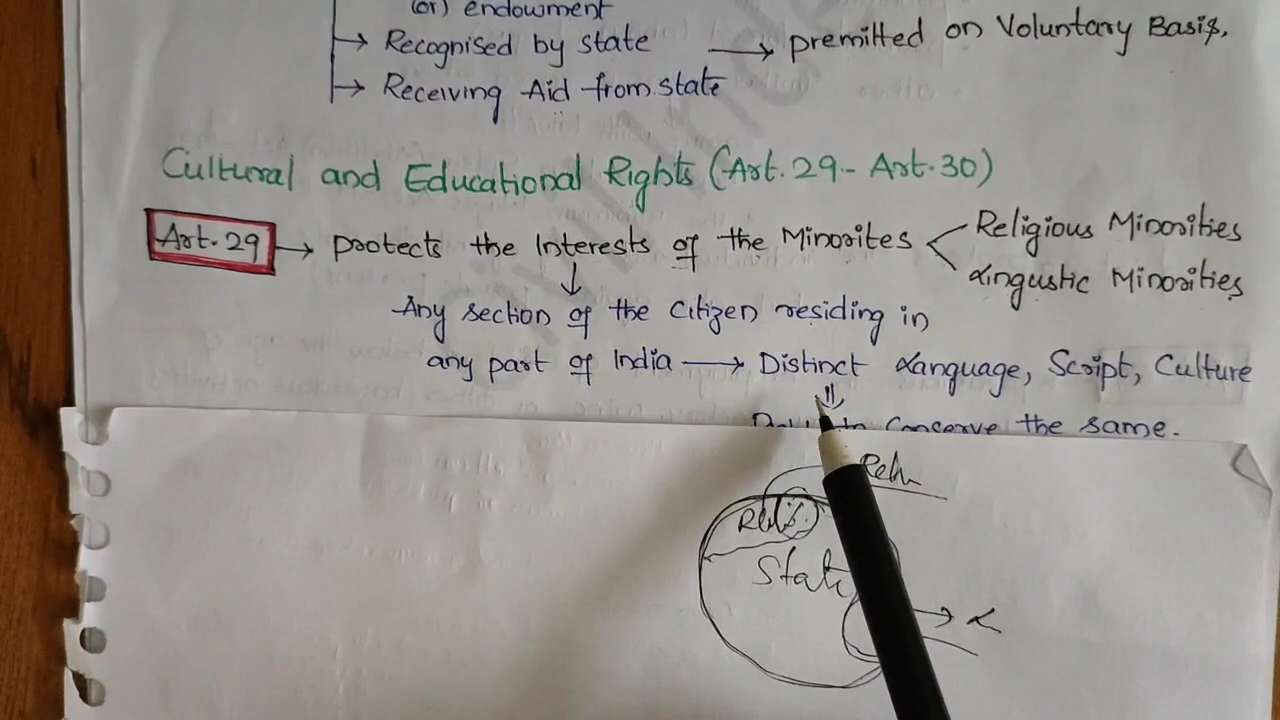 (or) endowment
→ Recognised by state → premitted on Voluntary Basis.
→ Receiving Aid from state
Cultural and Educational Rights (Art. 29 - Art. 30)
Art. 29 → protects the Interests of the Minorites
Religious Minorities
Lingustic Minorities
Any section of the Citizen residing in
any part of India → Distinct Language, Script, Culture
Conserve the same.
State
→ L